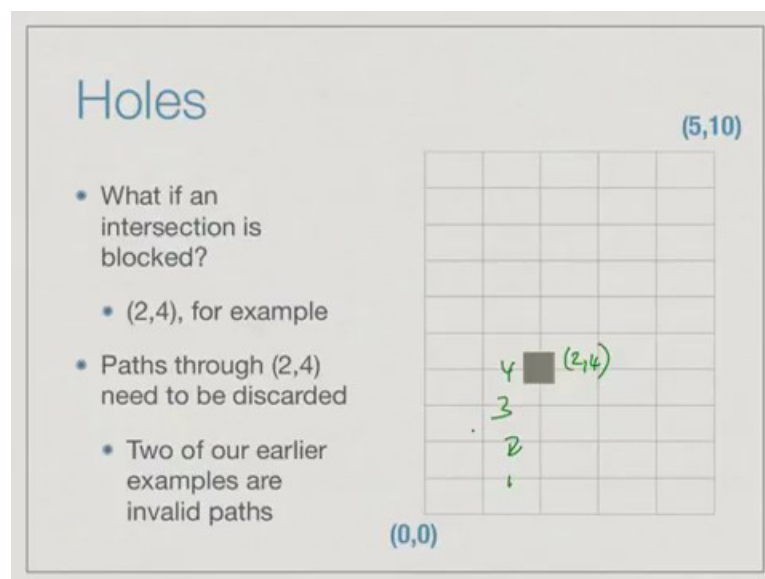 Holes
(5,10)
• What if an
intersection is
blocked?
• (2,4), for example
• Paths through (2,4)
need to be discarded
• Two of our earlier
examples are
invalid paths
4 (2,4)
3
2
1
(0,0)